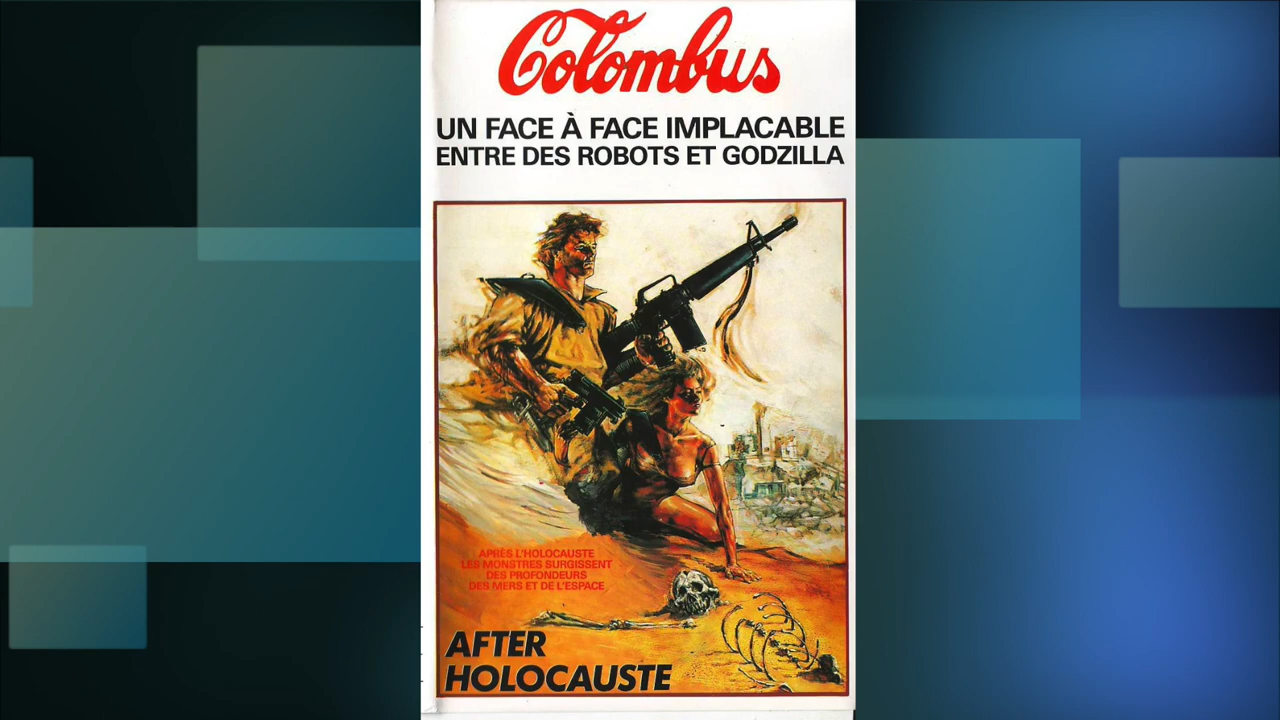 Colombus
UN FACE À FACE IMPLACABLE
ENTRE DES ROBOTS ET GODZILLA
APRÈS L'HOLOCAUSTE
LES MONSTRES SURGISSENT
DES PROFONDEURS
DES MERS ET DE L'ESPACE
AFTER
HOLOCAUSTE